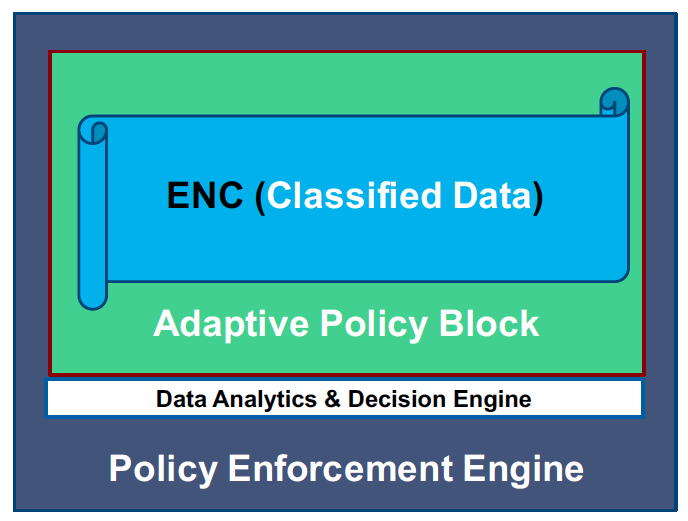 ENC (Classified Data)
Adaptive Policy Block
Data Analytics & Decision Engine
Policy Enforcement Engine